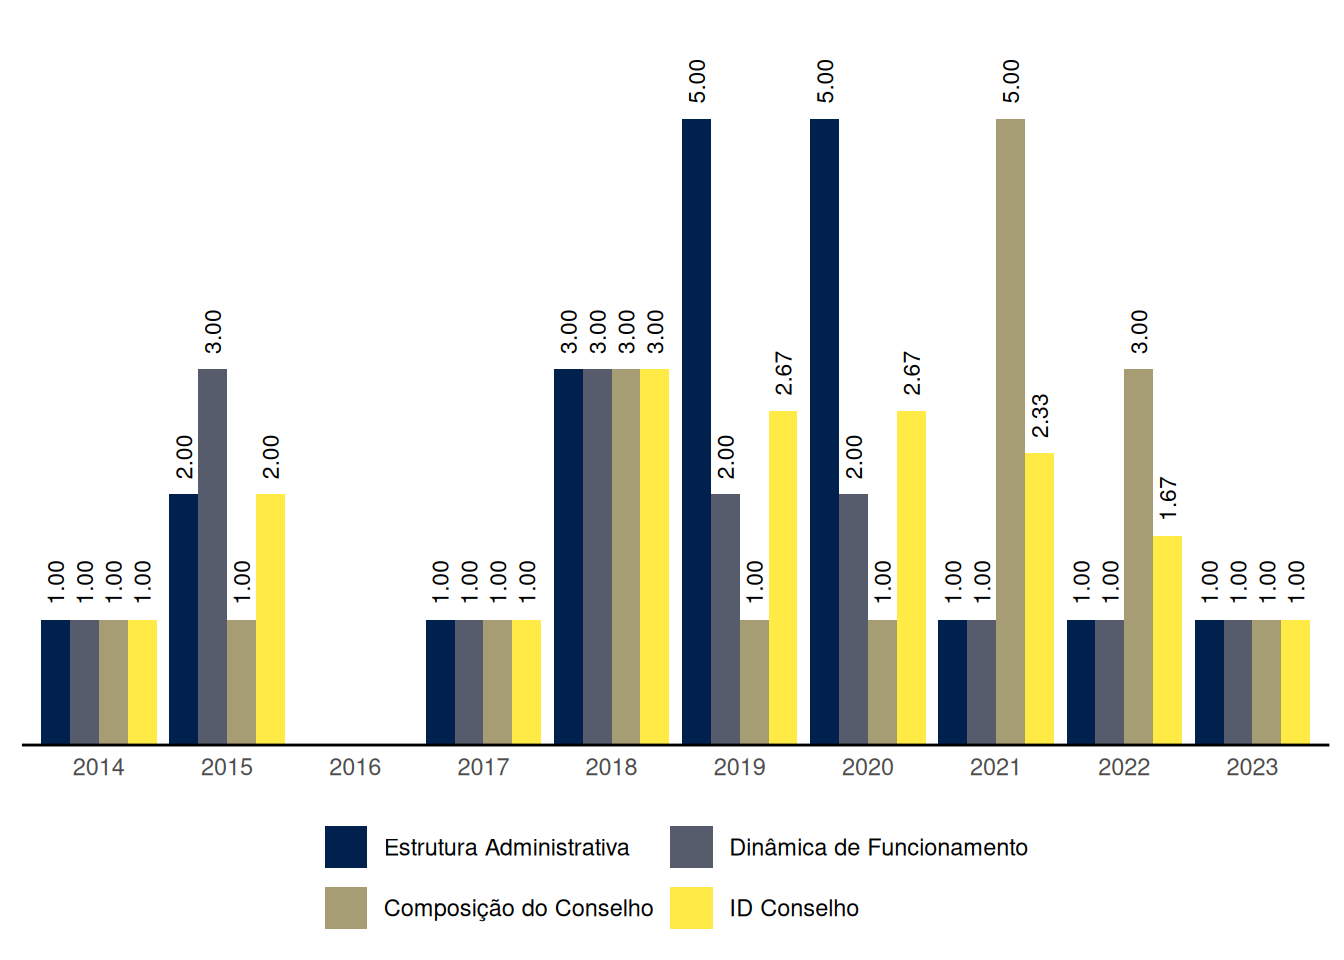 5.00 5.00 5.00
3.00 3.00 3.00 3.00 3.00 3.00
2.67 2.67
2.33
2.00 2.00 2.00 2.00
1.67
1.00 1.00 1.00 1.00 1.00 1.00 1.00 1.00 1.00 1.00 1.00 1.00 1.00 1.00 1.00 1.00 1.00 1.00 1.00
2014 2015 2016 2017 2018 2019 2020 2021 2022 2023
Estrutura Administrativa Dinâmica de Funcionamento
Composição do Conselho ID Conselho